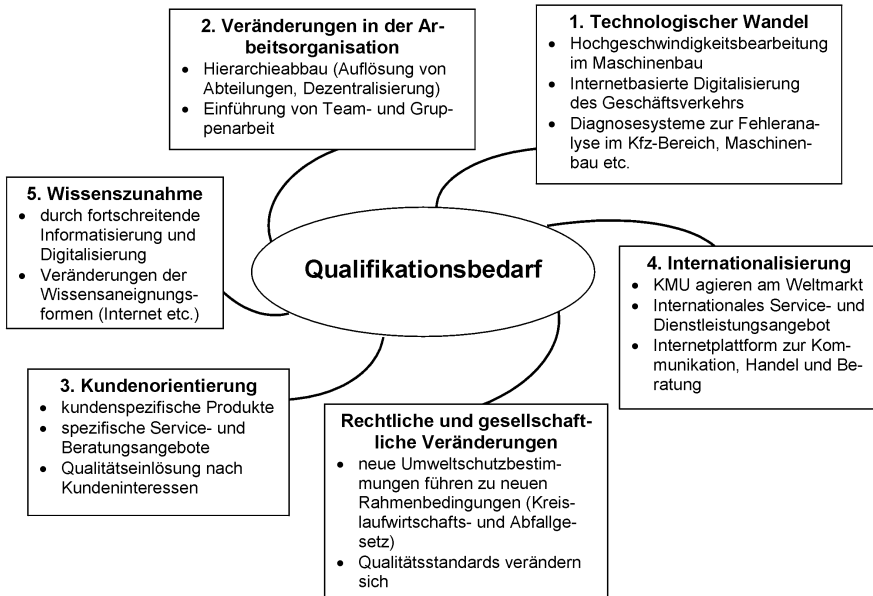 2. Veränderungen in der Ar-
beitsorganisation
• Hierarchieabbau (Auflösung von
Abteilungen, Dezentralisierung)
• Einführung von Team- und Grup-
penarbeit
1. Technologischer Wandel
• Hochgeschwindigkeitsbearbeitung
im Maschinenbau
• Internetbasierte Digitalisierung
des Geschäftsverkehrs
• Diagnosesysteme zur Fehlerana-
lyse im Kfz-Bereich, Maschinen-
bau etc.
5. Wissenszunahme
• durch fortschreitende
Informatisierung und
Digitalisierung
• Veränderungen der
Wissensaneignungs-
formen (Internet etc.)
Qualifikationsbedarf
4. Internationalisierung
• KMU agieren am Weltmarkt
• Internationales Service- und
Dienstleistungsangebot
• Internetplattform zur Kom-
munikation, Handel und Be-
ratung
3. Kundenorientierung
• kundenspezifische Produkte
• spezifische Service- und
Beratungsangebote
• Qualitätseinlösung nach
Kundeninteressen
Rechtliche und gesellschaft-
liche Veränderungen
• neue Umweltschutzbestim-
mungen führen zu neuen
Rahmenbedingungen (Kreis-
laufwirtschafts- und Abfallge-
setz)
• Qualitätsstandards verändern
sich